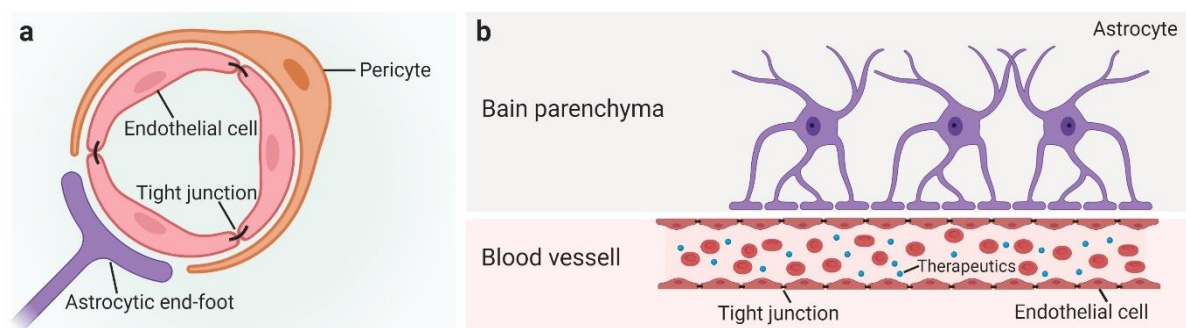 a
Pericyte
Endothelial cell
Tight junction
Astrocytic end-foot
b
Astrocyte
Bain parenchyma
Blood vessell
Therapeutics
Tight junction
Endothelial cell